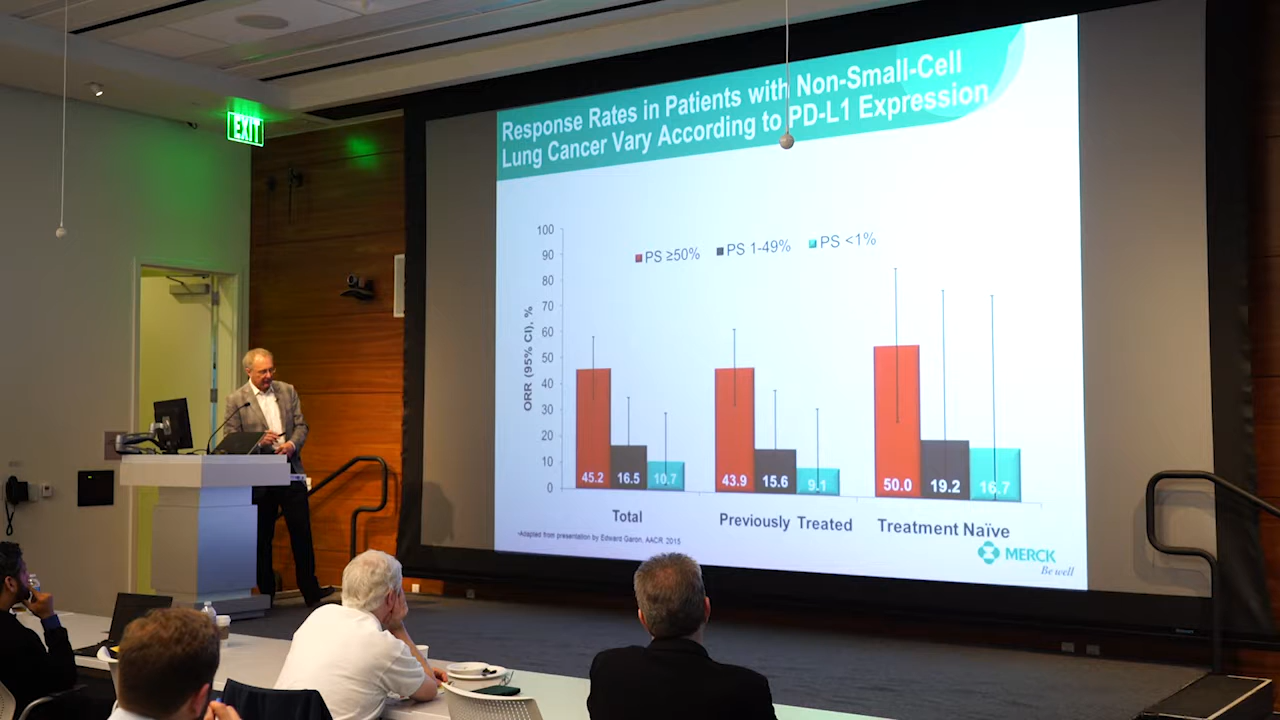 EXIT
Response Rates in Patients with Non-Small-Cell
Lung Cancer Vary According to PD-L1 Expression
PS ≥50% PS 1-49% PS <1%
ORR (95% CI), %
100
90
80
70
60
50
40
30
20
10
0
45.2 16.5 10.7 43.9 15.6 9.1 50.0 19.2 16.7
Total Previously Treated Treatment Naïve
Adapted from presentation by Edward Garon, AACR 2015
MERCK
Be well